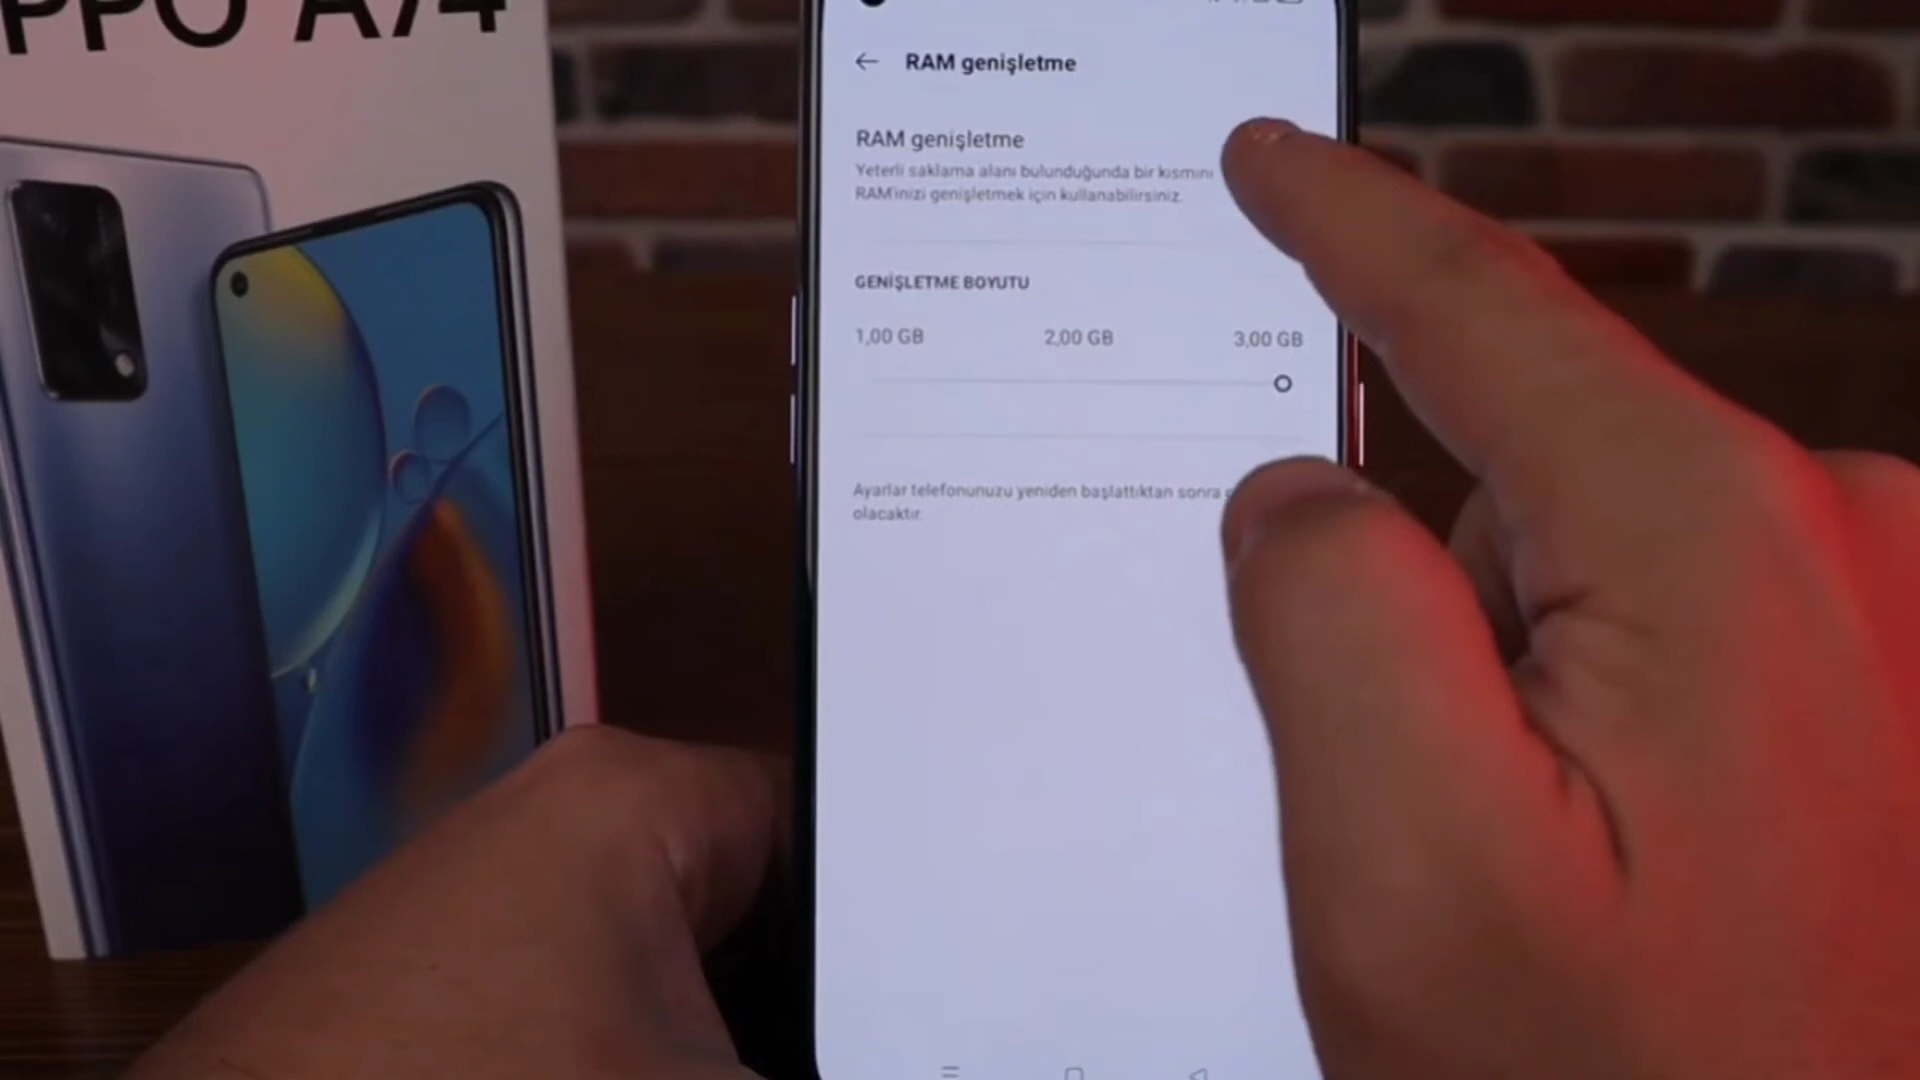 OPPO A74
RAM genişletme
RAM genişletme
Yeterli saklama alanı bulunduğunda bir kısmını
RAM'inizi genişletmek için kullanabilirsiniz.
GENİŞLETME BOYUTU
1,00 GB 2,00 GB 3,00 GB
Ayarlar telefonunuzu yeniden başlattıktan sonra
olacaktır.